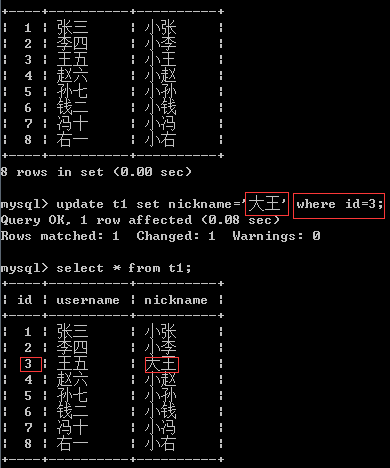 +----+----------+----------+
¦ 1 ¦ 张三 ¦ 小张 ¦
¦ 2 ¦ 李四 ¦ 小李 ¦
¦ 3 ¦ 王五 ¦ 小王 ¦
¦ 4 ¦ 赵六 ¦ 小赵 ¦
¦ 5 ¦ 孙七 ¦ 小孙 ¦
¦ 6 ¦ 钱二 ¦ 小钱 ¦
¦ 7 ¦ 冯十 ¦ 小冯 ¦
¦ 8 ¦ 右一 ¦ 小右 ¦
+----+----------+----------+
8 rows in set (0.00 sec)
mysql> update t1 set nickname='大王' where id=3;
Query OK, 1 row affected (0.08 sec)
Rows matched: 1 Changed: 1 Warnings: 0
mysql> select * from t1;
+----+----------+----------+
¦ id ¦ username ¦ nickname ¦
+----+----------+----------+
¦ 1 ¦ 张三 ¦ 小张 ¦
¦ 2 ¦ 李四 ¦ 小李 ¦
¦ 3 ¦ 王五 ¦ 大王 ¦
¦ 4 ¦ 赵六 ¦ 小赵 ¦
¦ 5 ¦ 孙七 ¦ 小孙 ¦
¦ 6 ¦ 钱二 ¦ 小钱 ¦
¦ 7 ¦ 冯十 ¦ 小冯 ¦
¦ 8 ¦ 右一 ¦ 小右 ¦
+----+----------+----------+